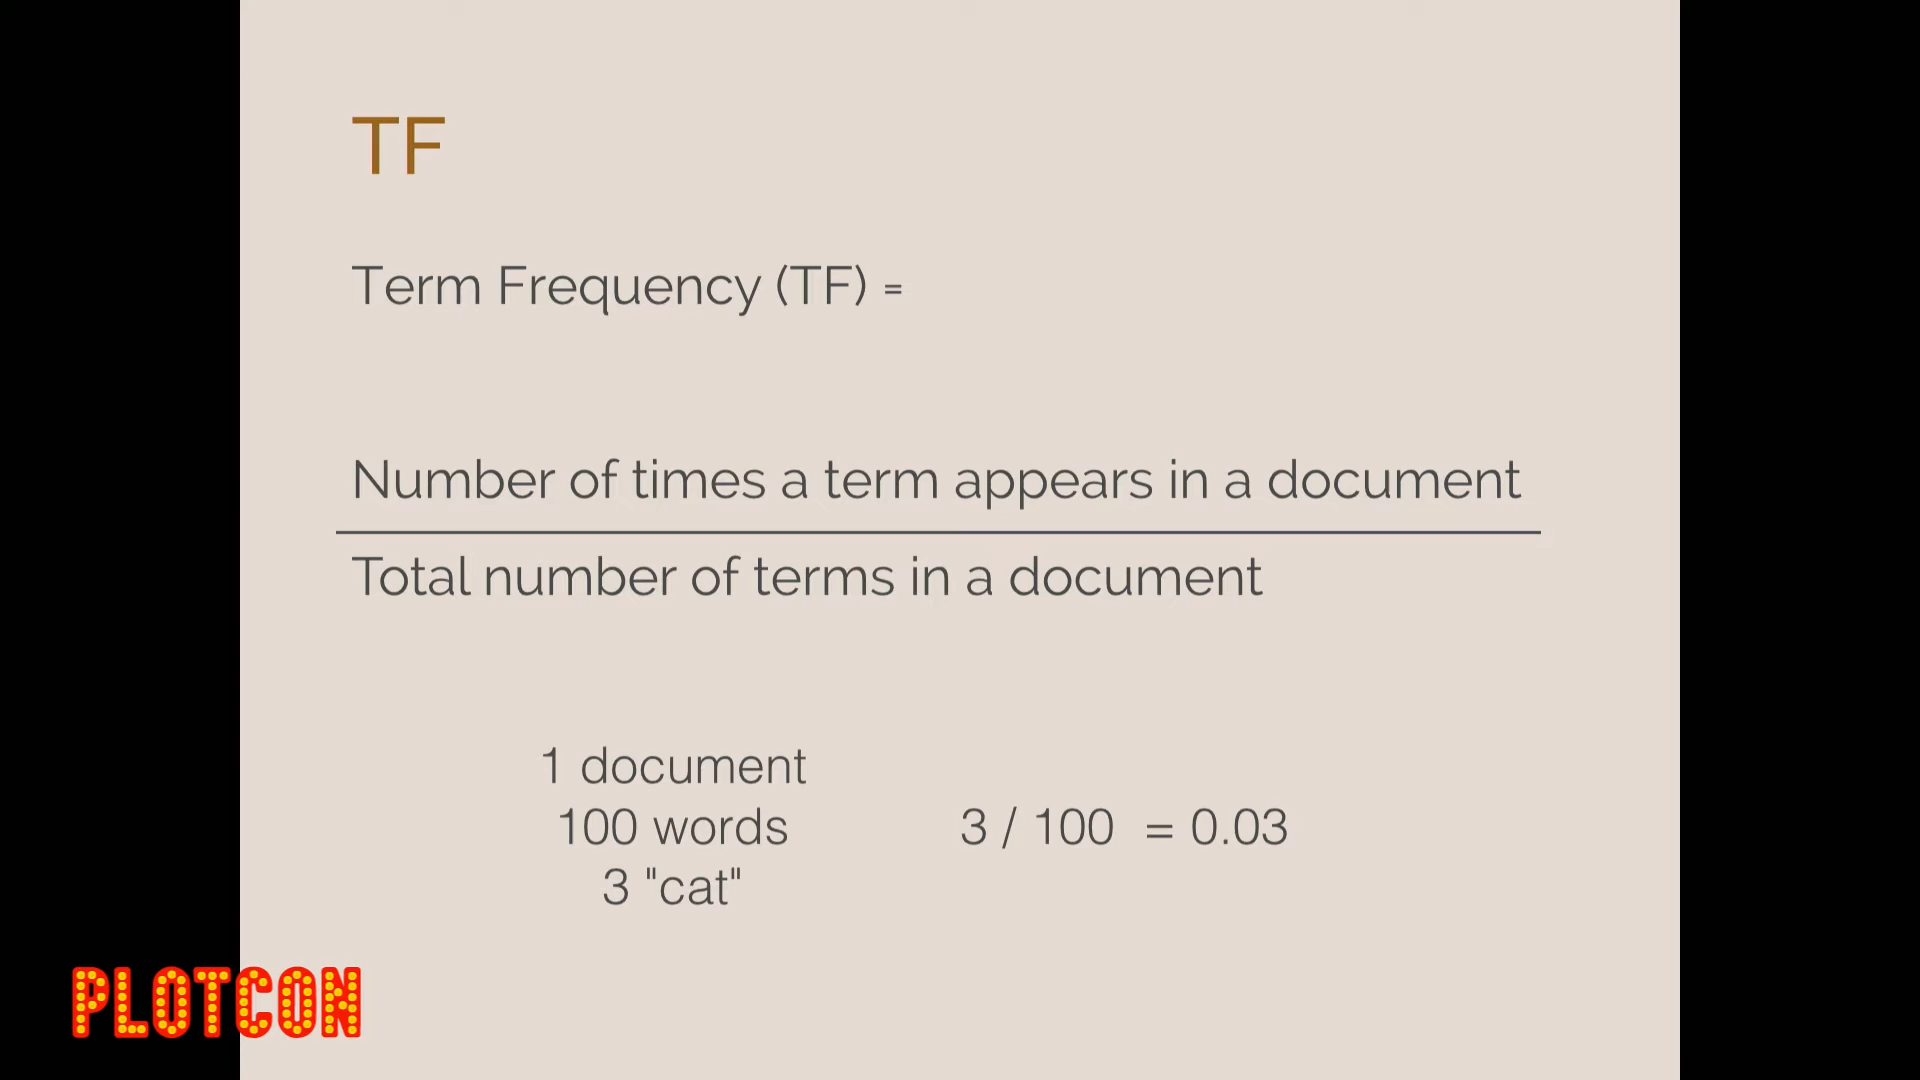 TF
Term Frequency (TF) =
Number of times a term appears in a document
Total number of terms in a document
1 document
100 words
3 / 100 = 0.03
3 "cat"
PLOTCON